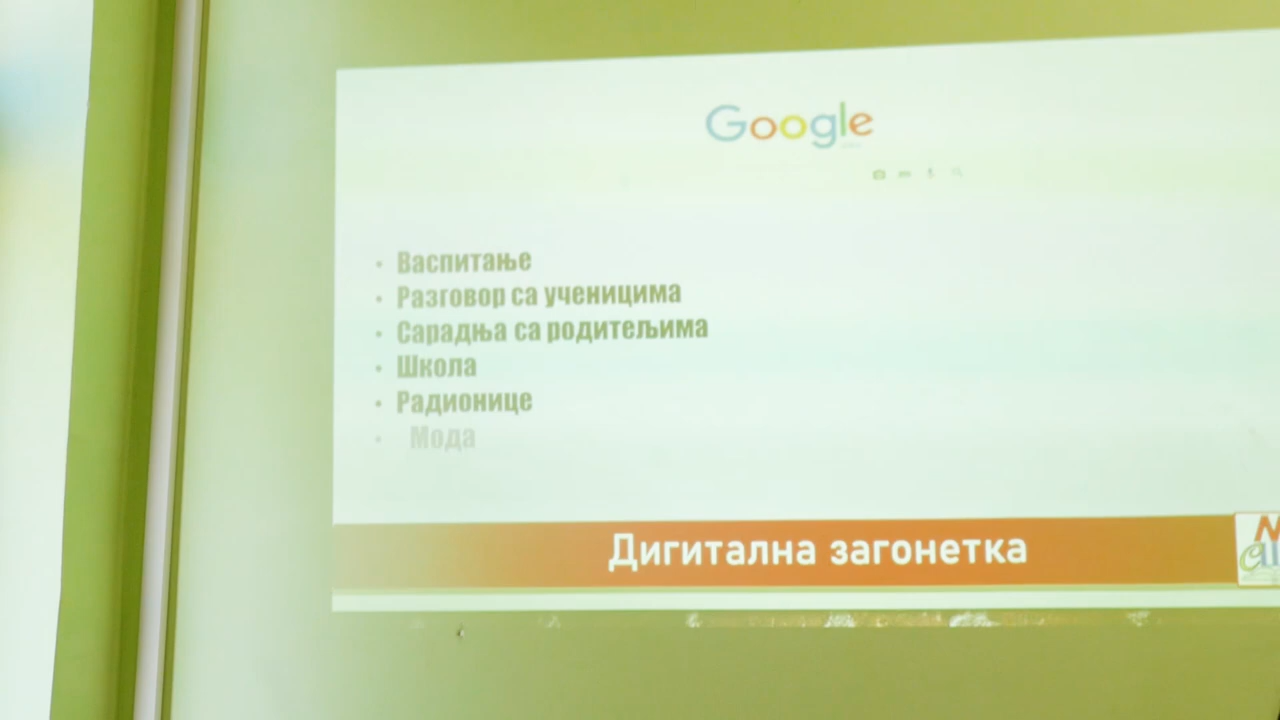 Google
Васпитање
Разговор са ученицима
Сарадња са родитељима
Школа
Радионице
Мода
Дигитална загонетка